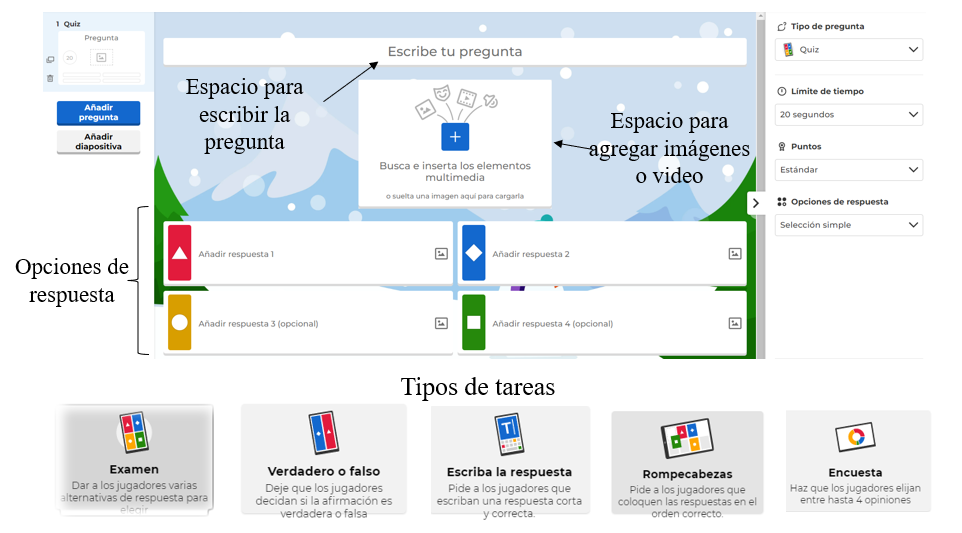 1 Quiz
Pregunta
20
Añadir
pregunta
Añadir
diapositiva
Escribe tu pregunta
Espacio para
escribir la
pregunta
Busca e inserta los elementos
multimedia
o suelta una imagen aquí para cargarla
Espacio para
agregar imágenes
o video
Opciones de
respuesta
Añadir respuesta 1
Añadir respuesta 2
Añadir respuesta 3 (opcional)
Añadir respuesta 4 (opcional)
Tipo de pregunta
Quiz
Límite de tiempo
20 segundos
Puntos
Estándar
Opciones de respuesta
Selección simple
Tipos de tareas
Examen
Dar a los jugadores varias
alternativas de respuesta para
elegir
Verdadero o falso
Deje que los jugadores
decidan si la afirmación es
verdadera o falsa
Escriba la respuesta
Pide a los jugadores que
escriban una respuesta corta
y correcta.
Rompecabezas
Pide a los jugadores que
coloquen las respuestas en el
orden correcto.
Encuesta
Haz que los jugadores elijan
entre hasta 4 opiniones